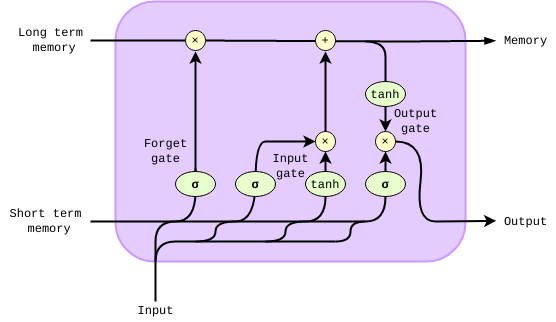 Long term
memory
×
+
Memory
tanh
Output
gate
Forget
gate
Input
gate
×
×
σ
σ
tanh
σ
Short term
memory
Output
Input